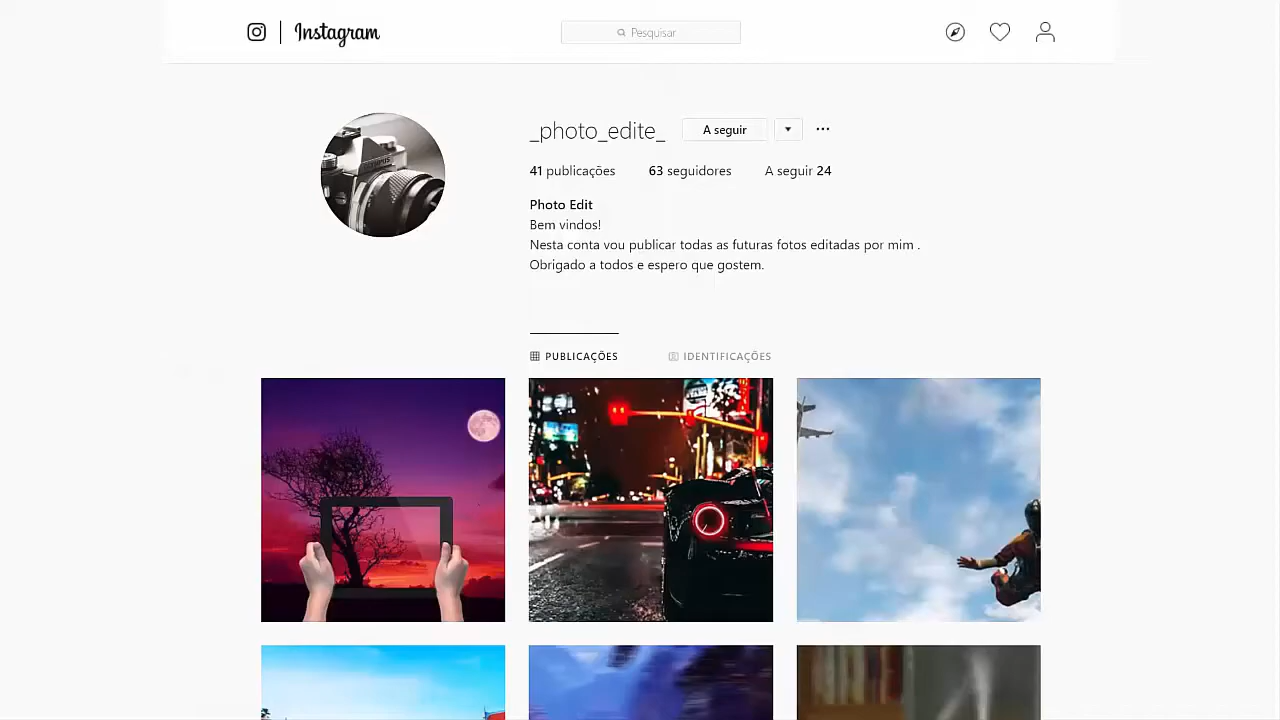 Instagram
Pesquisar
_photo_edite_ A seguir
41 publicações 63 seguidores A seguir 24
Photo Edit
Bem vindos!
Nesta conta vou publicar todas as futuras fotos editadas por mim .
Obrigado a todos e espero que gostem.
PUBLICAÇÕES IDENTIFICAÇÕES